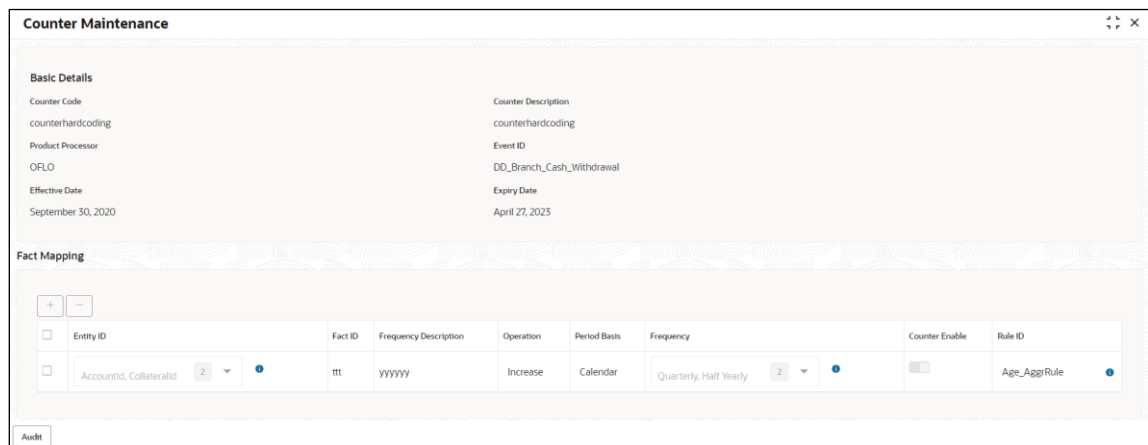 Counter Maintenance
Basic Details
Counter Code Counter Description
counterhardcoding counterhardcoding
Product Processor Event ID
OFLO DD_Branch_Cash_Withdrawal
Effective Date Expiry Date
September 30, 2020 April 27, 2023
Fact Mapping
+ −
Entity ID Fact ID Frequency Description Operation Period Basis Frequency Counter Enable Rule ID
AccountId, CollateralId 2 ttt yyyyyy Increase Calendar Quarterly, Half Yearly 2 Age_AggrRule
Audit